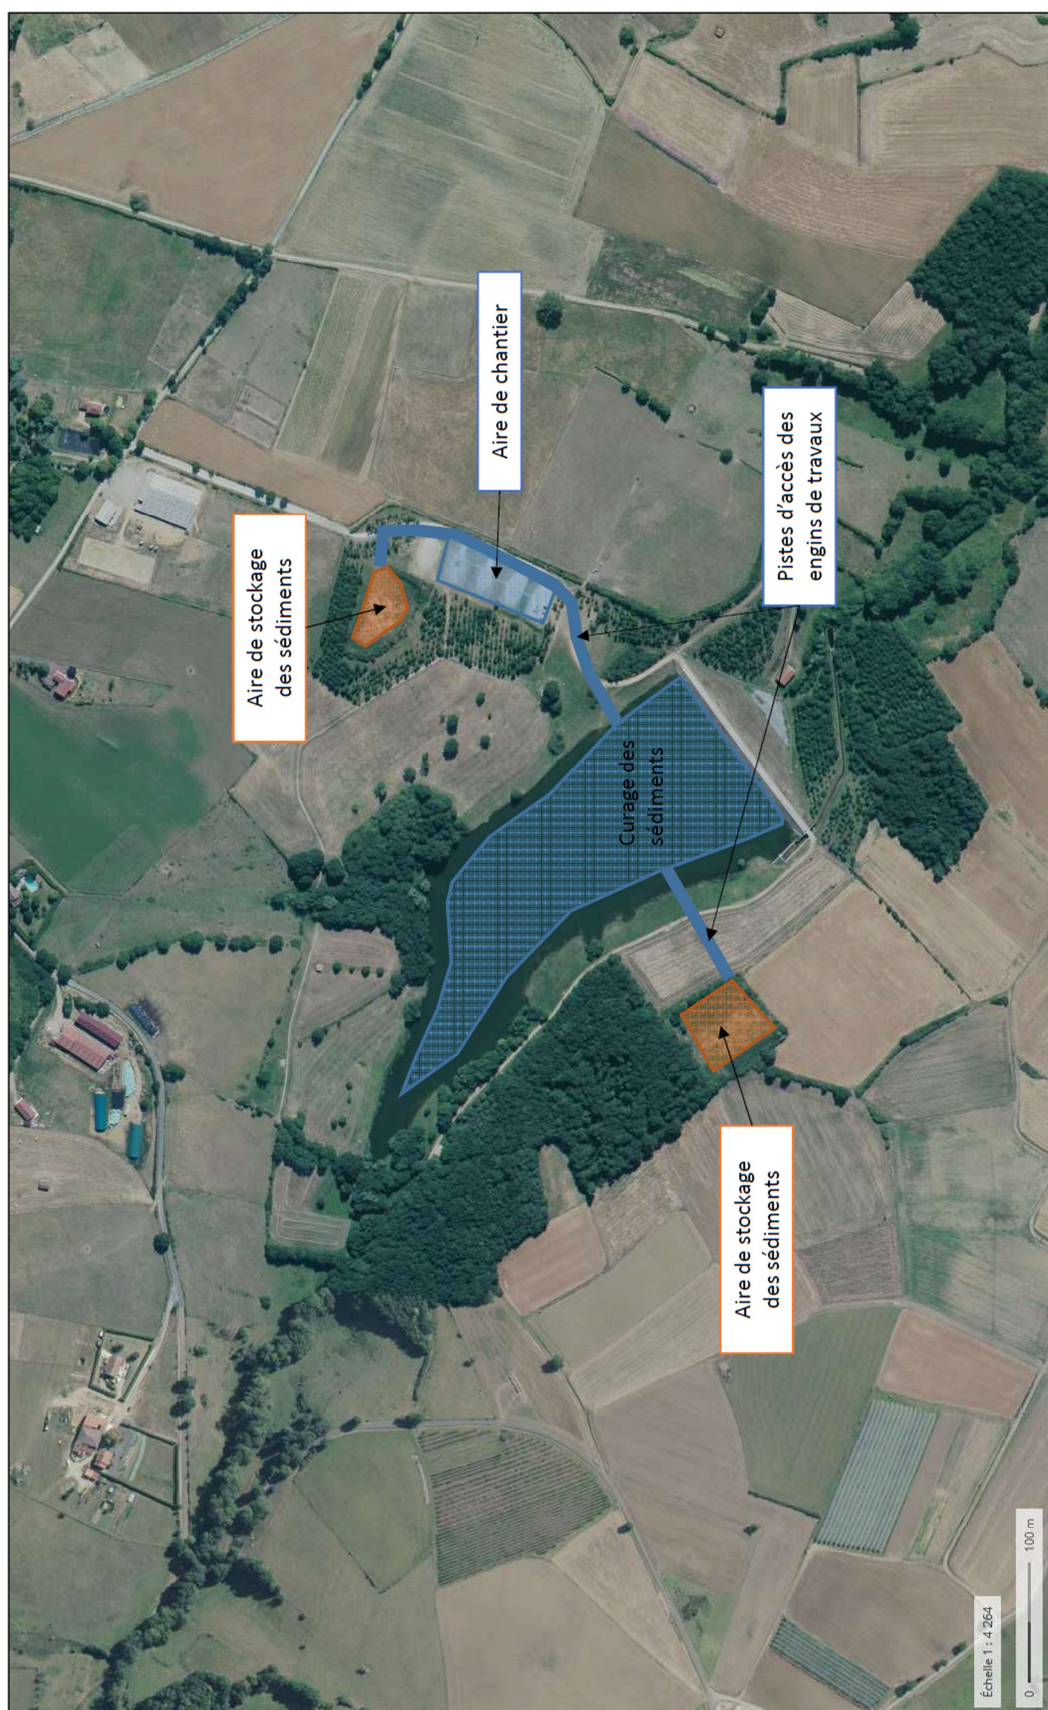 Aire de stockage
des sédiments
Aire de chantier
Pistes d’accès des
engins de travaux
Curage des
sédiments
Aire de stockage
des sédiments
Échelle 1 : 4 264
0
100 m